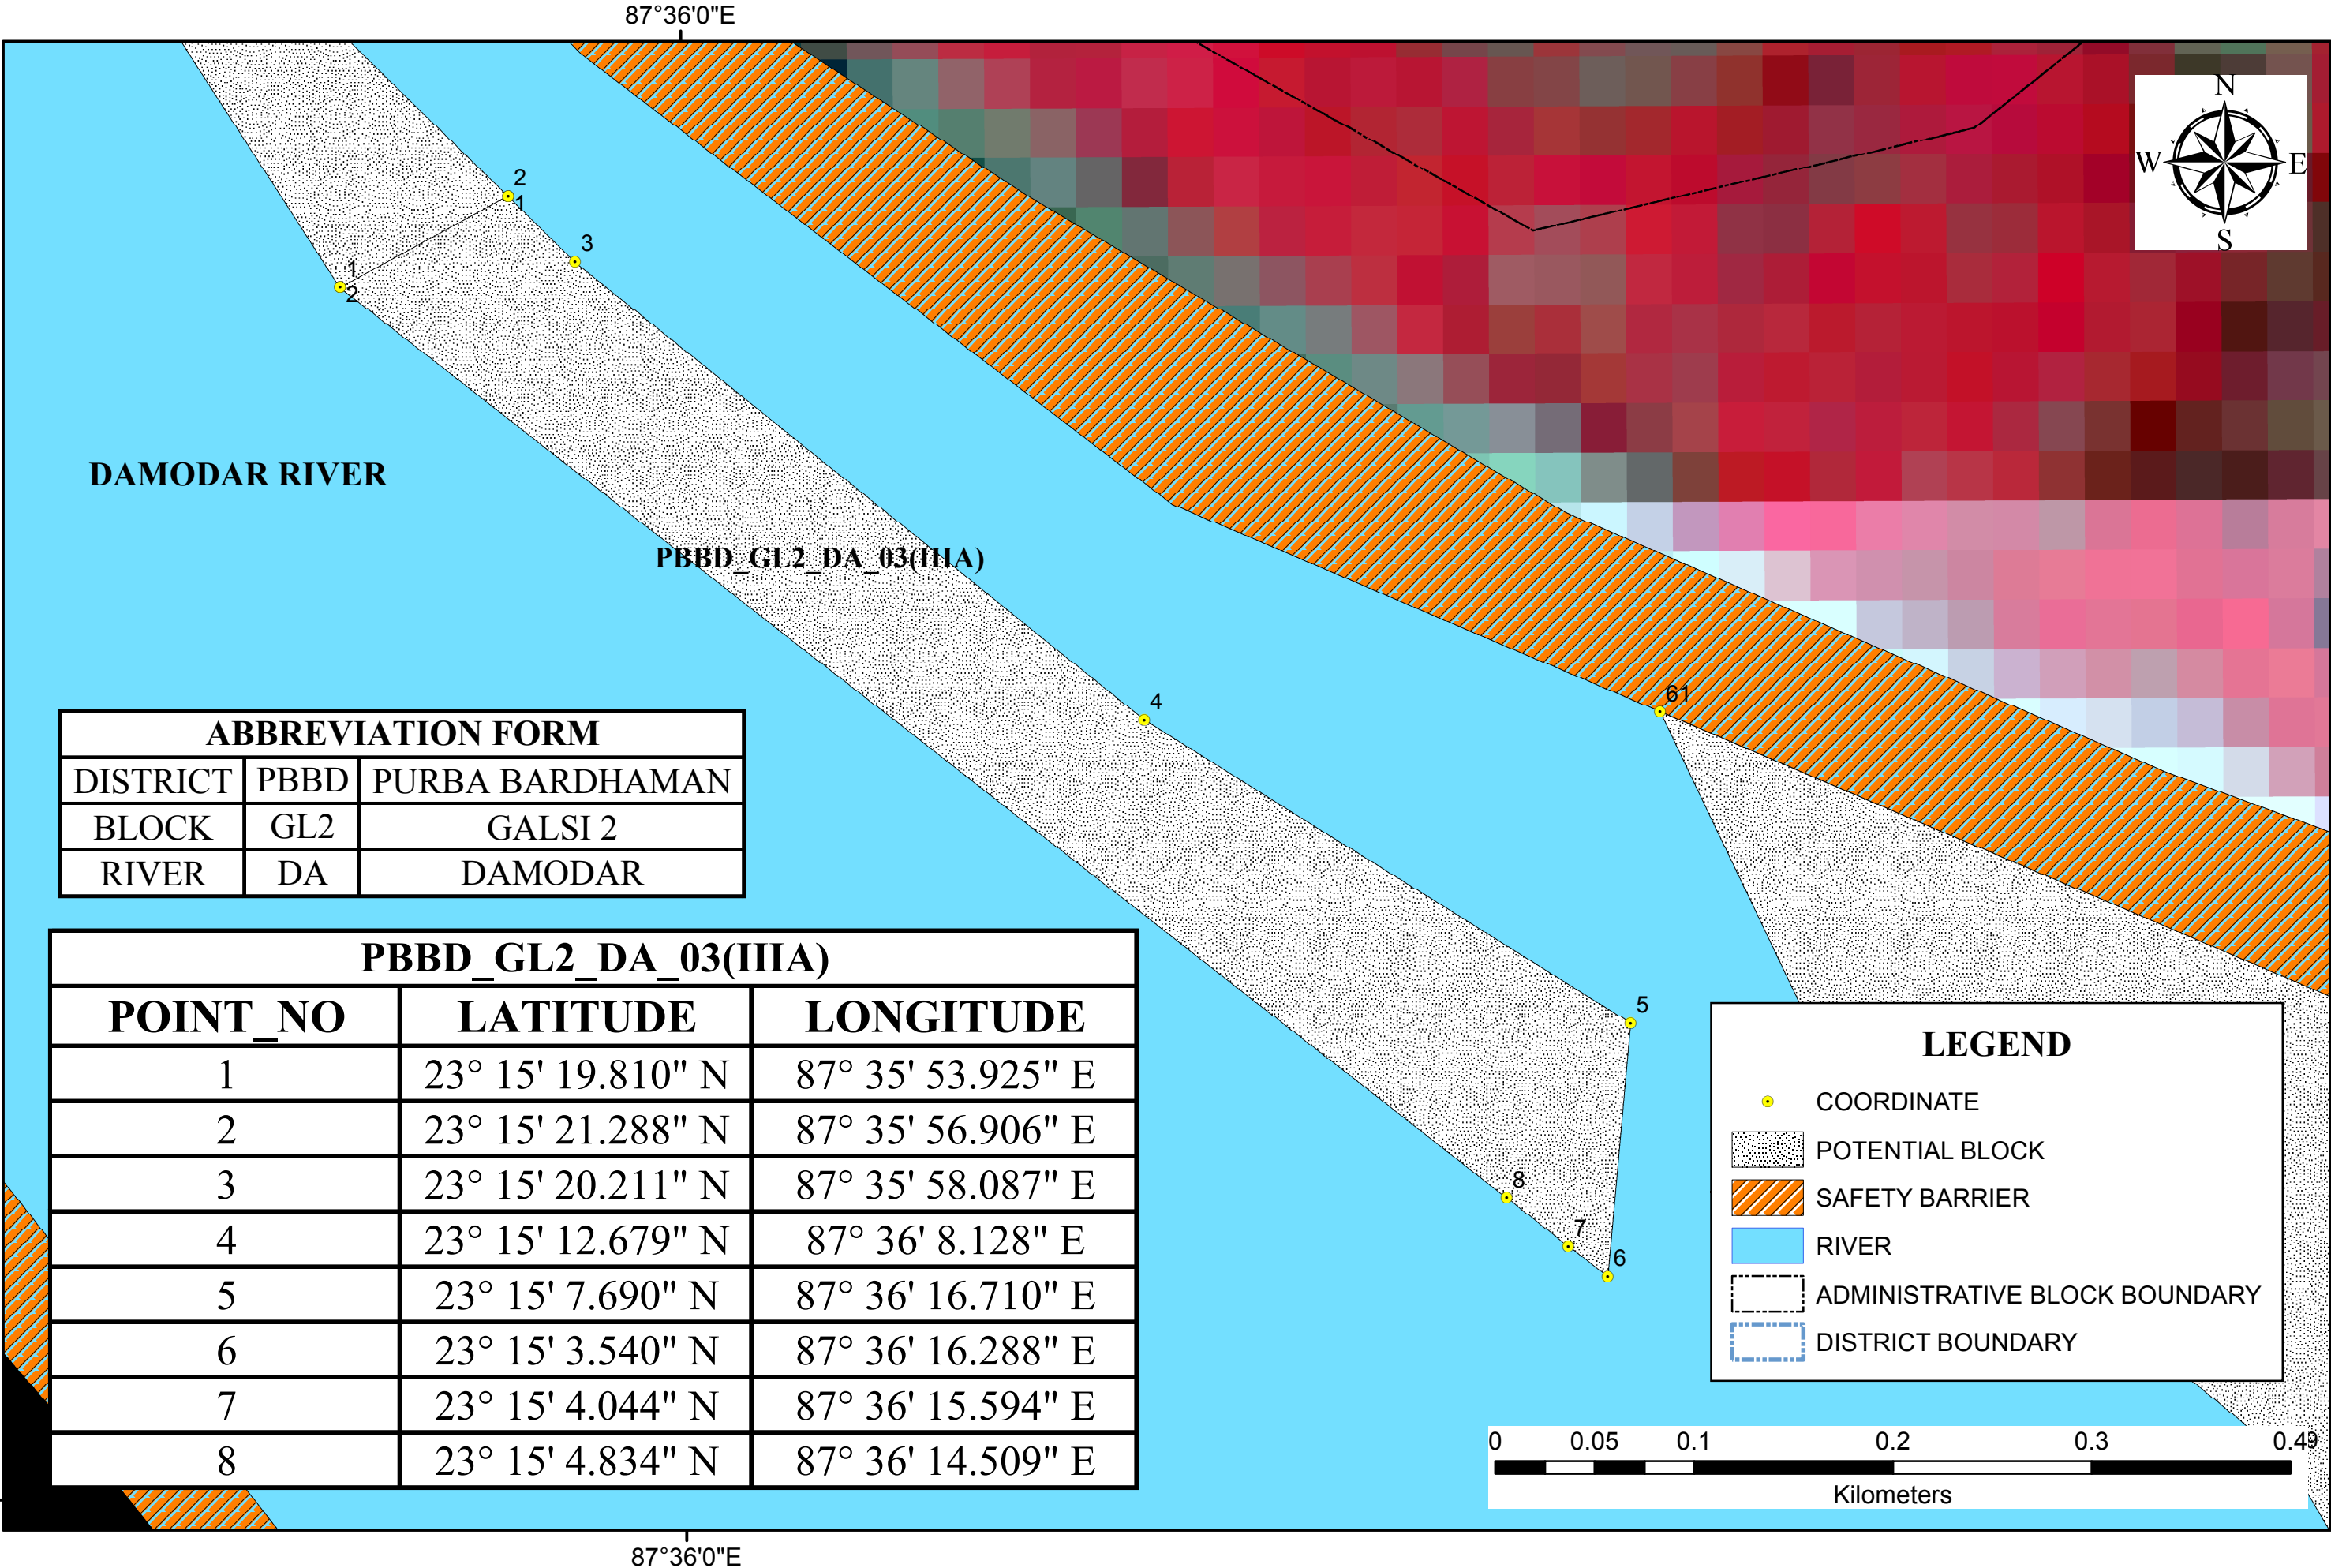 87°36'0"E
N
W E
S
2
1
3
1
2
DAMODAR RIVER
PBBD_GL2_DA_03(IIIA)
4
61
ABBREVIATION FORM
DISTRICT PBBD PURBA BARDHAMAN
BLOCK GL2 GALSI 2
RIVER DA DAMODAR
PBBD_GL2_DA_03(IIIA)
POINT_NO LATITUDE LONGITUDE
1 23° 15' 19.810" N 87° 35' 53.925" E
2 23° 15' 21.288" N 87° 35' 56.906" E
3 23° 15' 20.211" N 87° 35' 58.087" E
4 23° 15' 12.679" N 87° 36' 8.128" E
5 23° 15' 7.690" N 87° 36' 16.710" E
6 23° 15' 3.540" N 87° 36' 16.288" E
7 23° 15' 4.044" N 87° 36' 15.594" E
8 23° 15' 4.834" N 87° 36' 14.509" E
5
8
7
6
LEGEND
COORDINATE
POTENTIAL BLOCK
SAFETY BARRIER
RIVER
ADMINISTRATIVE BLOCK BOUNDARY
DISTRICT BOUNDARY
0 0.05 0.1 0.2 0.3
Kilometers
87°36'0"E